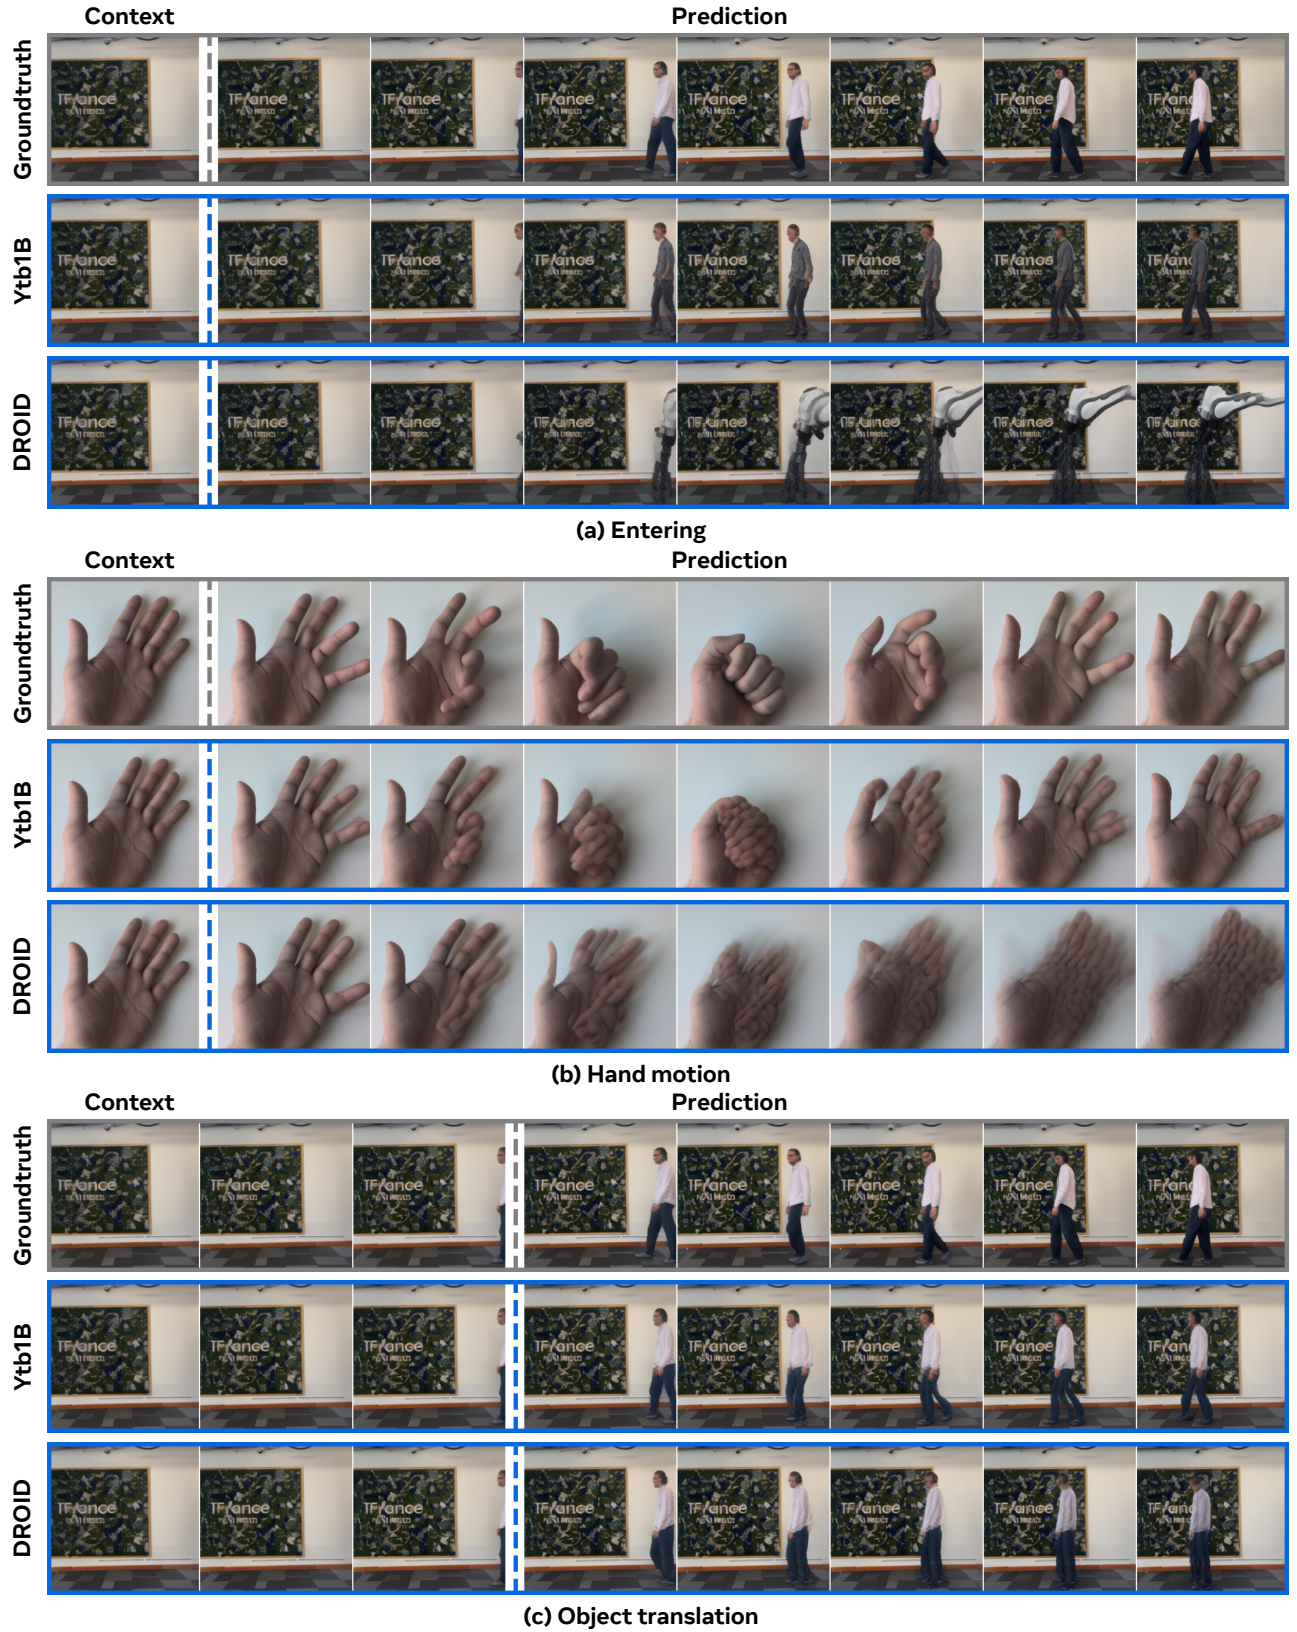 Context Prediction
Groundtruth
Ytb1B
DROID
(a) Entering
Context Prediction
Groundtruth
Ytb1B
DROID
(b) Hand motion
Context Prediction
Groundtruth
Ytb1B
DROID
(c) Object translation